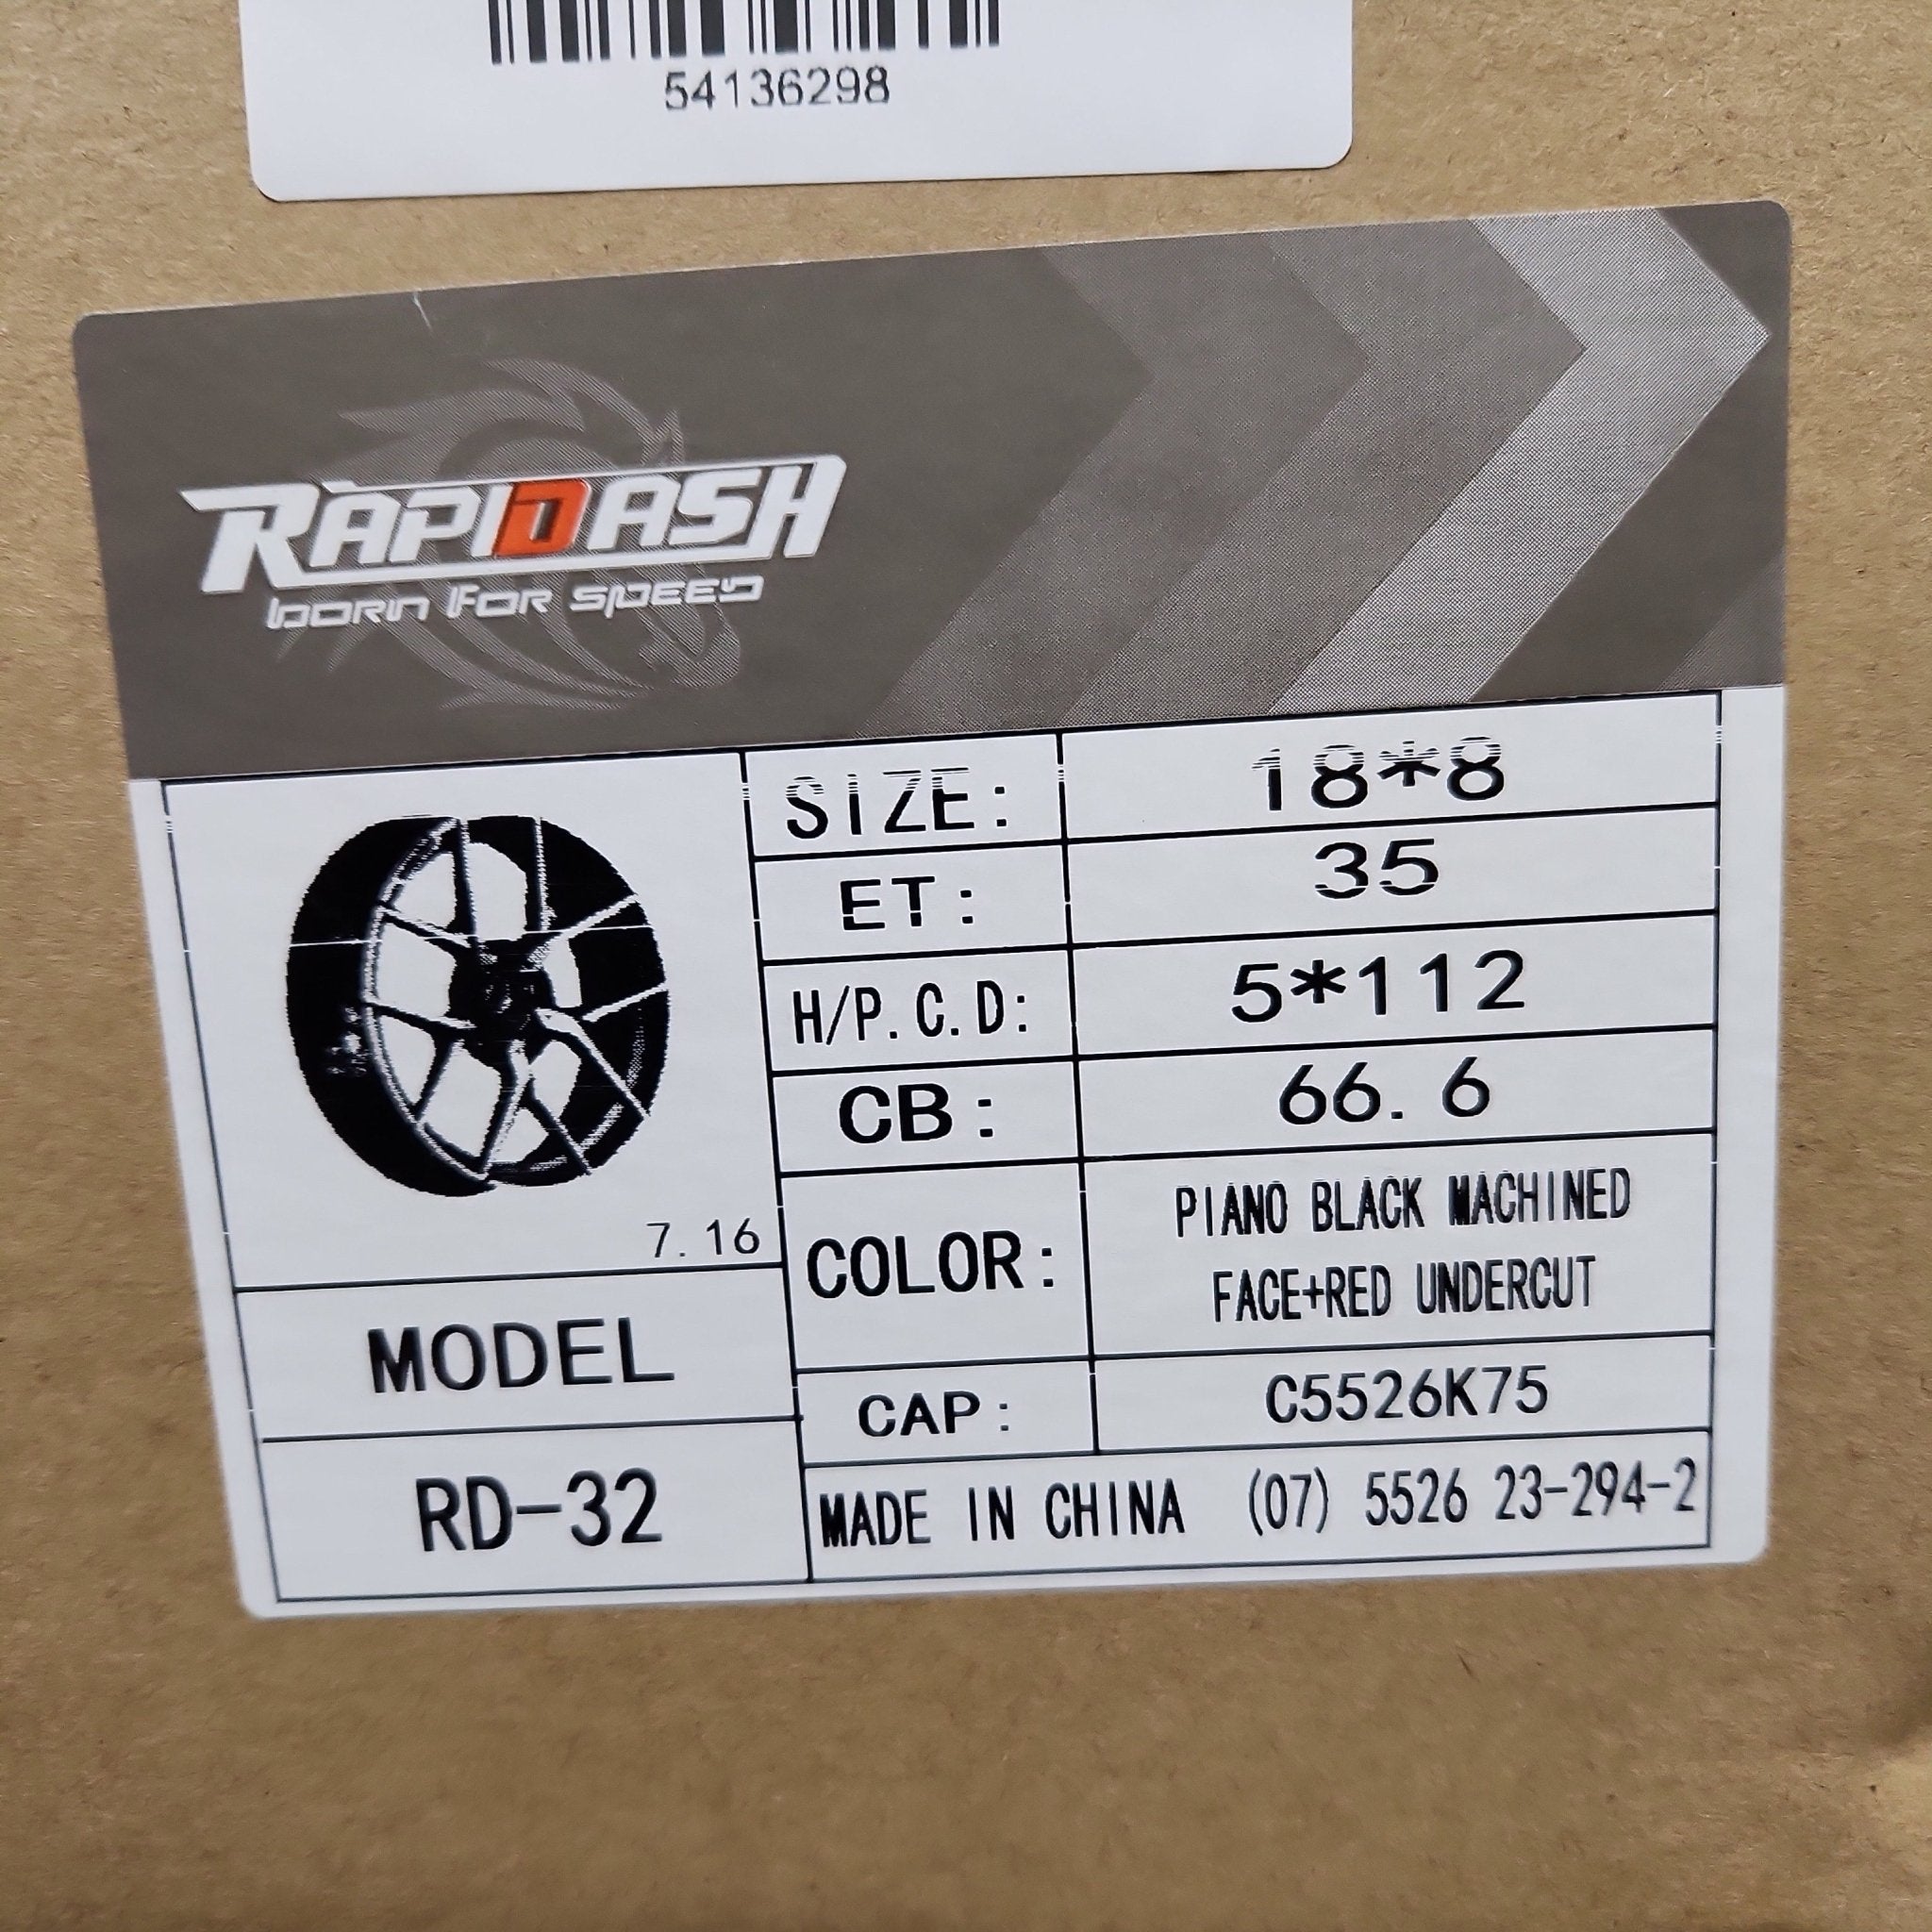 54136298
RAPIDASH
BORN FOR SPEED
SIZE: 18*8
ET: 35
H/P.C.D: 5*112
CB: 66.6
7.16
COLOR: PIANO BLACK MACHINED
FACE+RED UNDERCUT
MODEL
CAP: C5526K75
RD-32
MADE IN CHINA (07) 5526 23-294-2